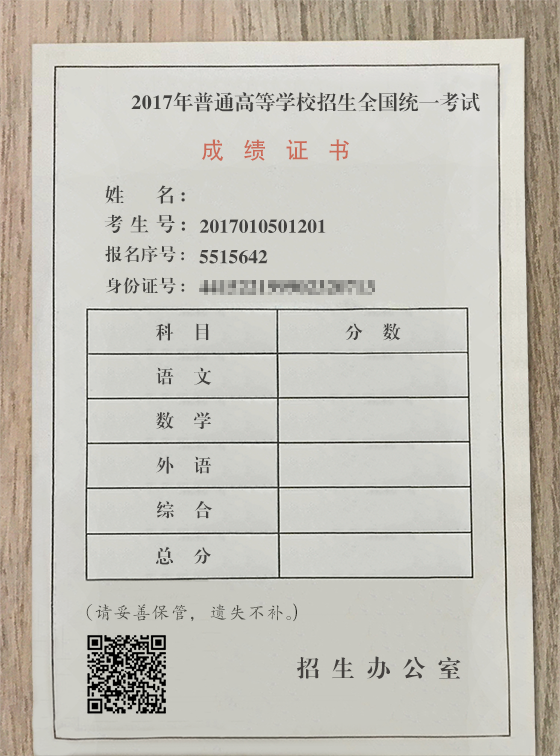 2017年普通高等学校招生全国统一考试
成绩证书
姓 名：
考生号：2017010501201
报名序号：5515642
身份证号：
科目 分数
语文
数学
外语
综合
总分
（请妥善保管，遗失不补。）
招生办公室